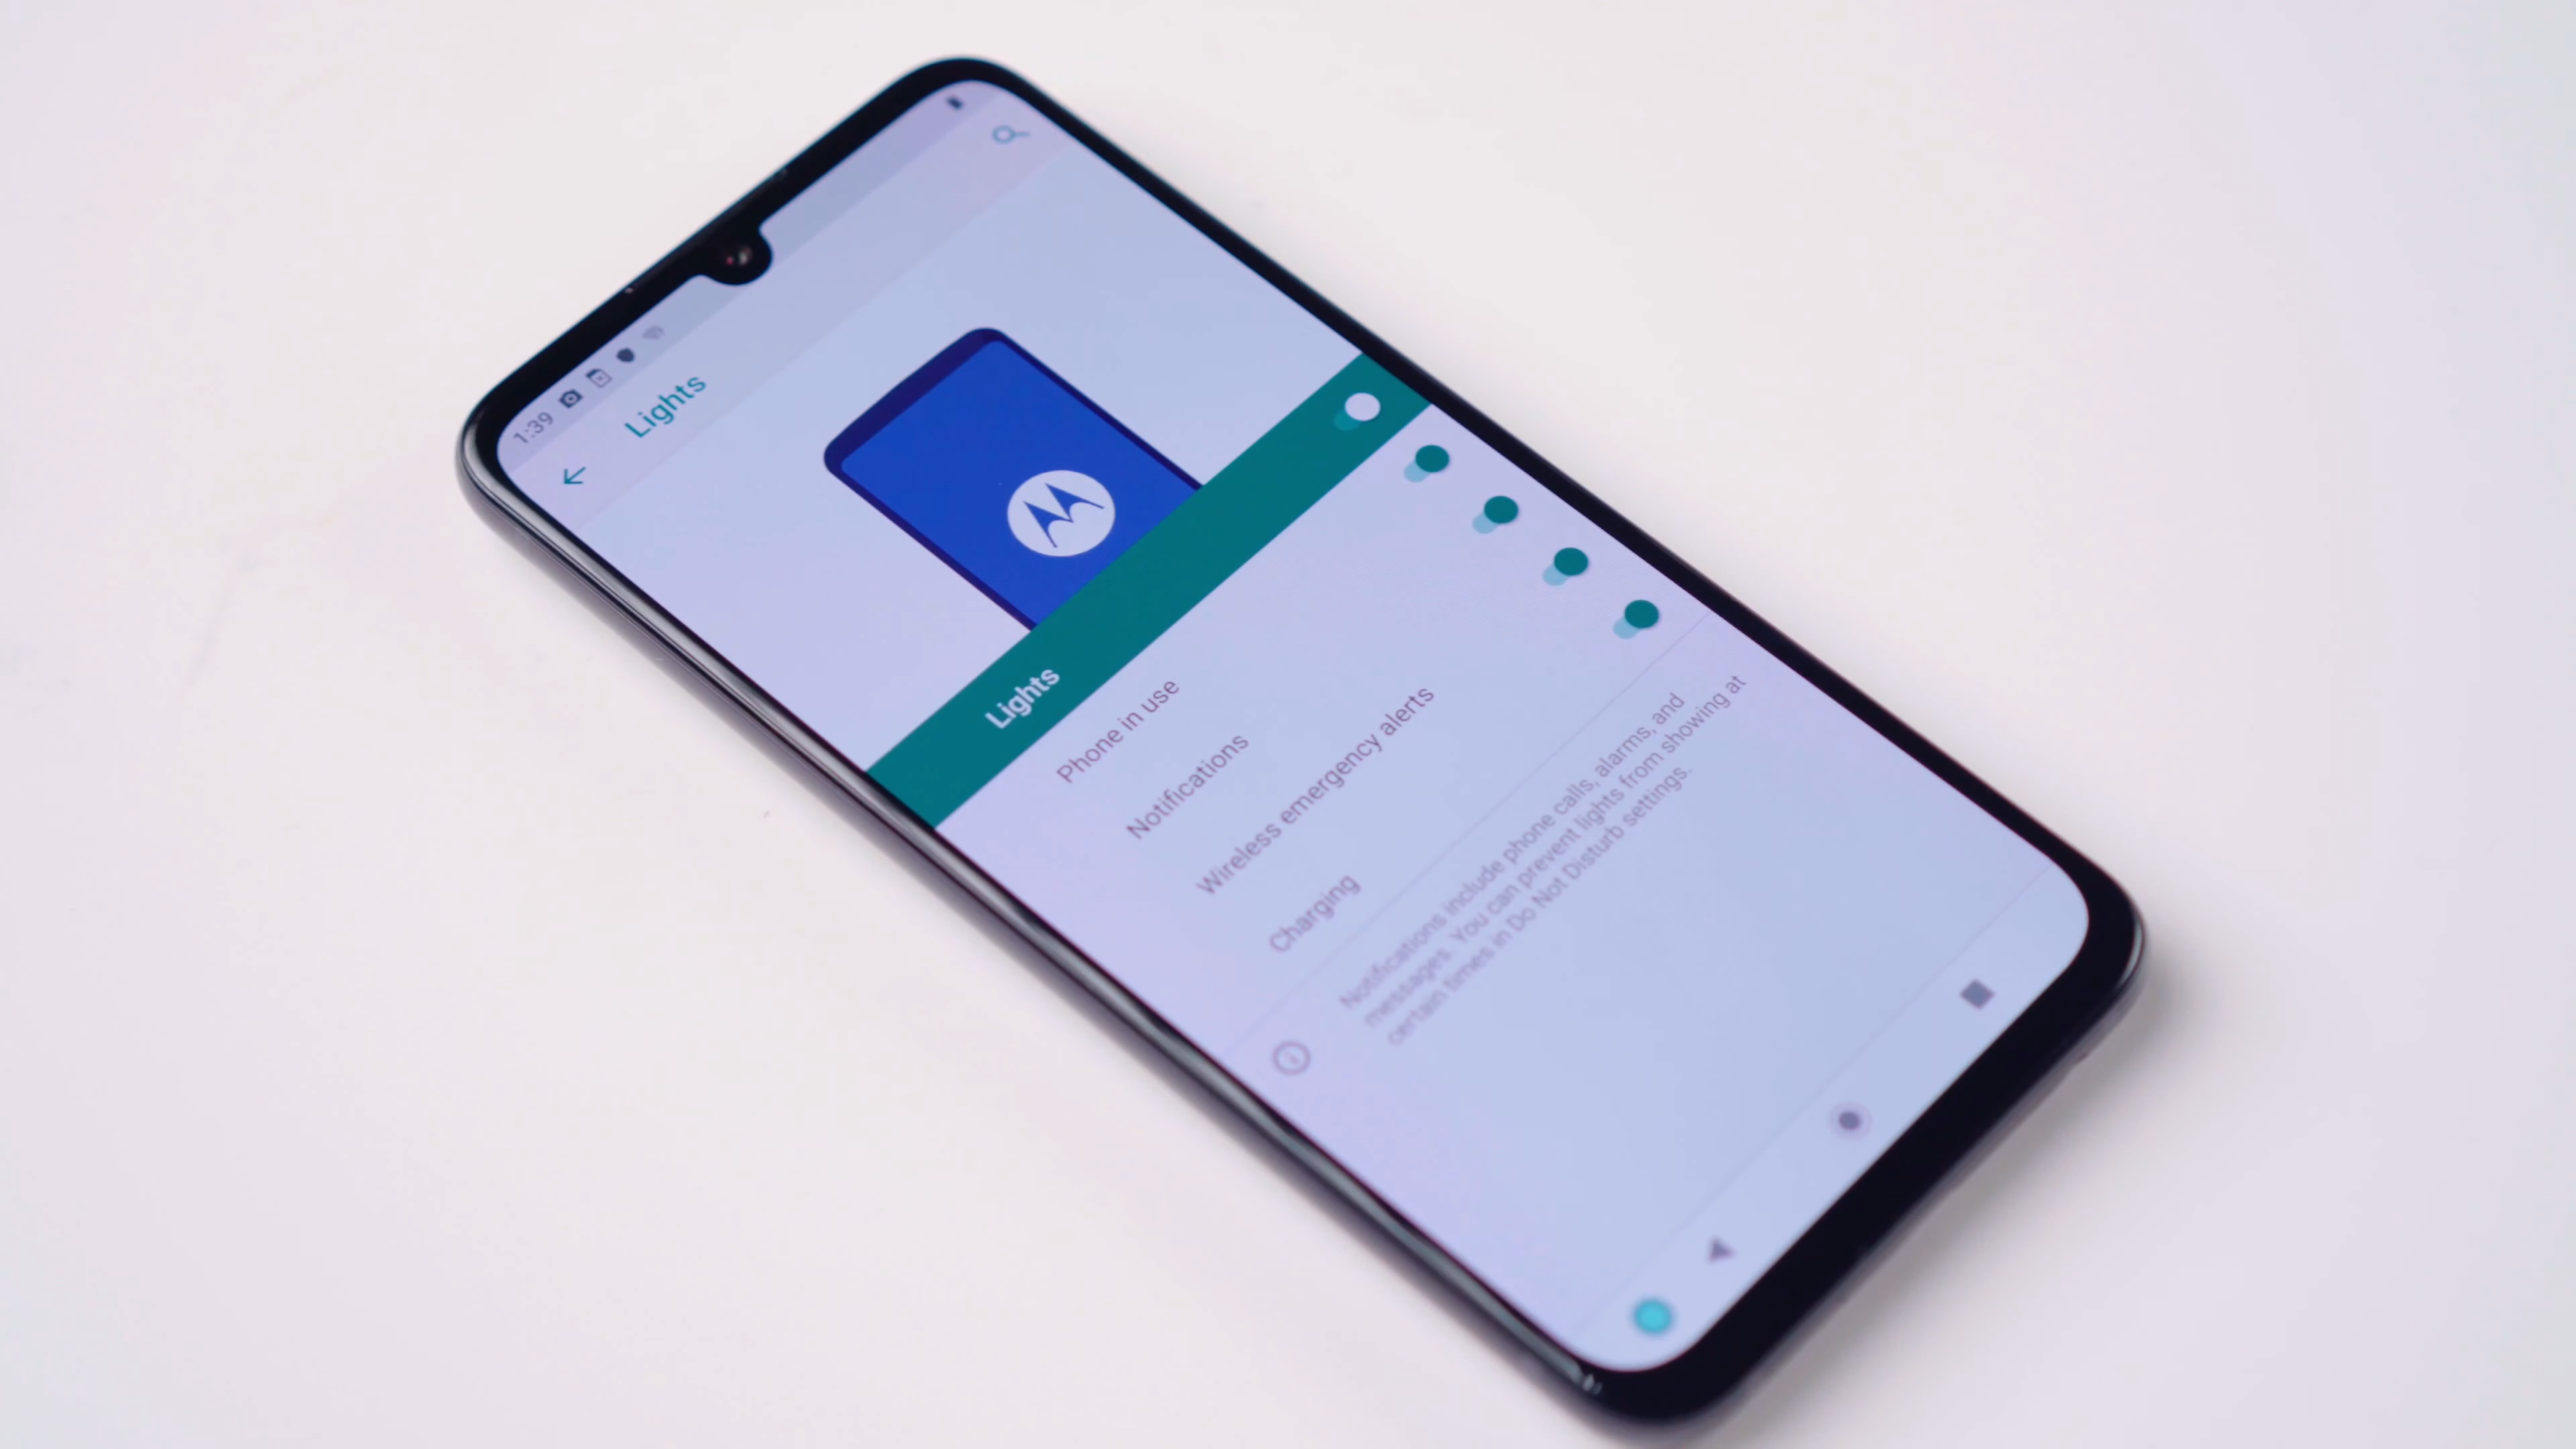 1:39
Lights
Lights
Phone in use
Notifications
Wireless emergency alerts
Charging
Notifications include phone calls, alarms, and
messages. You can prevent lights from showing at
certain times in Do Not Disturb settings.